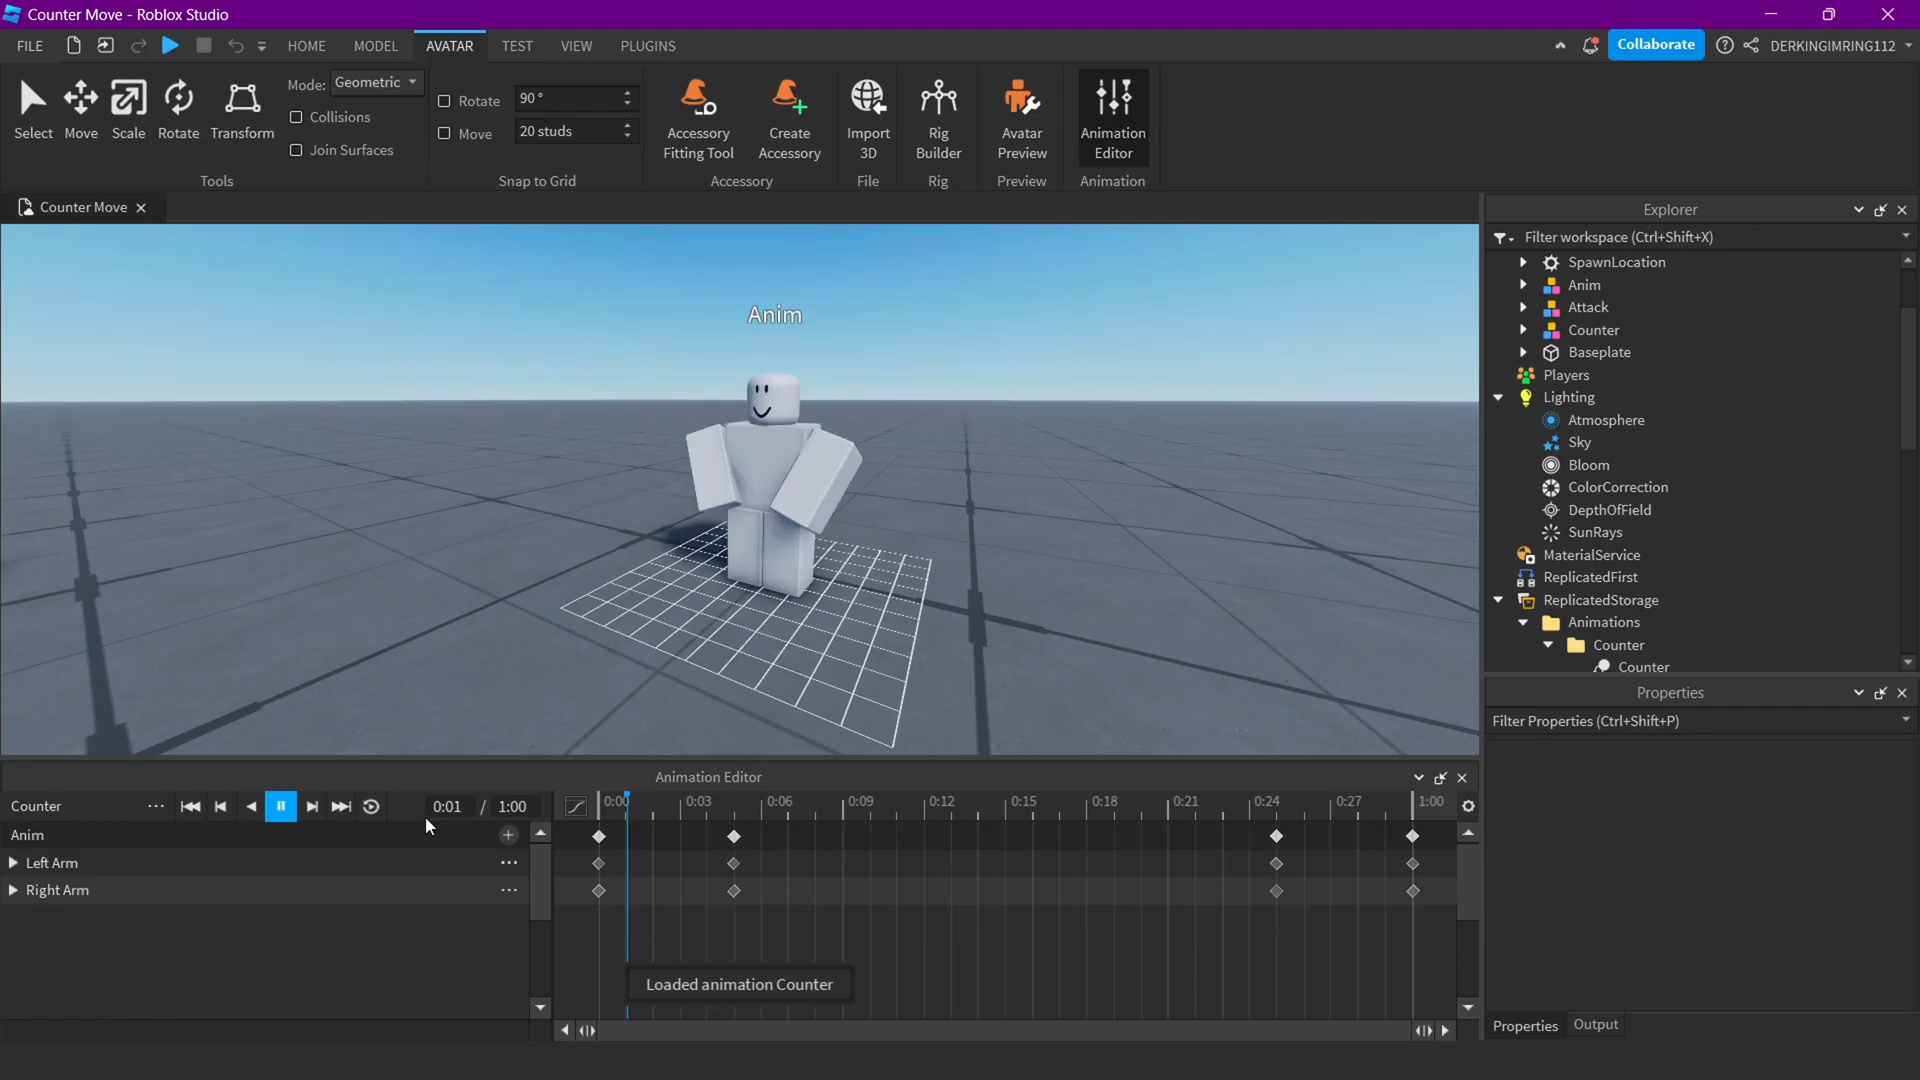 Counter Move - Roblox Studio
FILE HOME MODEL AVATAR TEST VIEW PLUGINS Collaborate DERKINGIMRING112
Select Move Scale Rotate Transform
Mode: Geometric
Collisions
Join Surfaces
Rotate 90 °
Move 20 studs
Accessory Fitting Tool
Create Accessory
Import 3D
Rig Builder
Avatar Preview
Animation Editor
Tools Snap to Grid Accessory File Rig Preview Animation
Counter Move
Anim
Explorer
Filter workspace (Ctrl+Shift+X)
SpawnLocation
Anim
Attack
Counter
Baseplate
Players
Lighting
Atmosphere
Sky
Bloom
ColorCorrection
DepthOfField
SunRays
MaterialService
ReplicatedFirst
ReplicatedStorage
Animations
Counter
Counter
Properties
Filter Properties (Ctrl+Shift+P)
Properties Output
Animation Editor
Counter 0:01 / 1:00
0:00 0:03 0:06 0:09 0:12 0:15 0:18 0:21 0:24 0:27 1:00
Anim
Left Arm
Right Arm
Loaded animation Counter